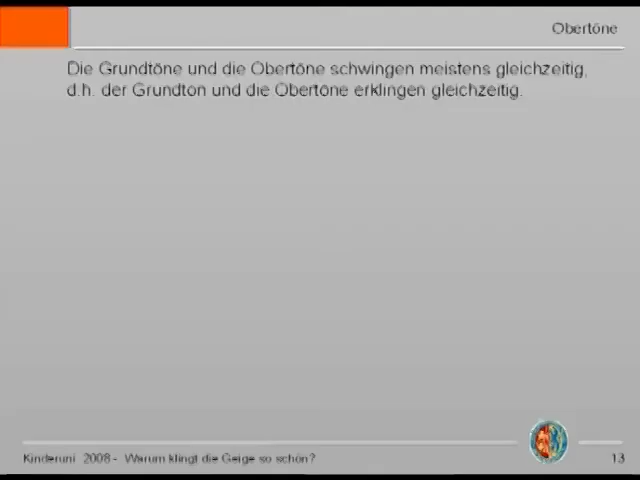 Obertöne
Die Grundtöne und die Obertöne schwingen meistens gleichzeitig,
d.h. der Grundton und die Obertöne erklingen gleichzeitig.
Kinderuni 2008 - Warum klingt die Geige so schön?
13